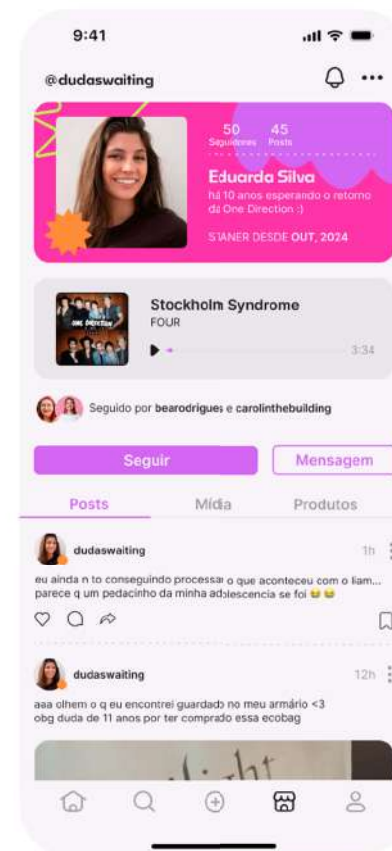 9:41
@dudaswaiting
50 45
Seguidores Posts
Eduarda Silva
há 10 anos esperando o retorno
da One Direction :)
STANER DESDE OUT, 2024
ONE DIRECTION
Stockholm Syndrome
FOUR
3:34
Seguido por bearodrigues e carolinthebuilding
Seguir Mensagem
Posts Mídia Produtos
dudaswaiting 1h
eu ainda n to conseguindo processar o que aconteceu com o liam...
parece q um pedacinho da minha adolescencia se foi 😭 😭
dudaswaiting 12h
aaa olhem o q eu encontrei guardado no meu armário <3
obg duda de 11 anos por ter comprado essa ecobag